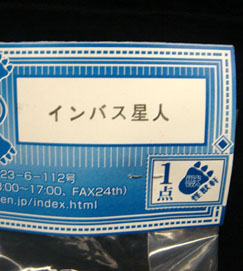 インバス星人
23-6-112号
:00~17:00, FAX24th)
en.jp/index.html
1
点